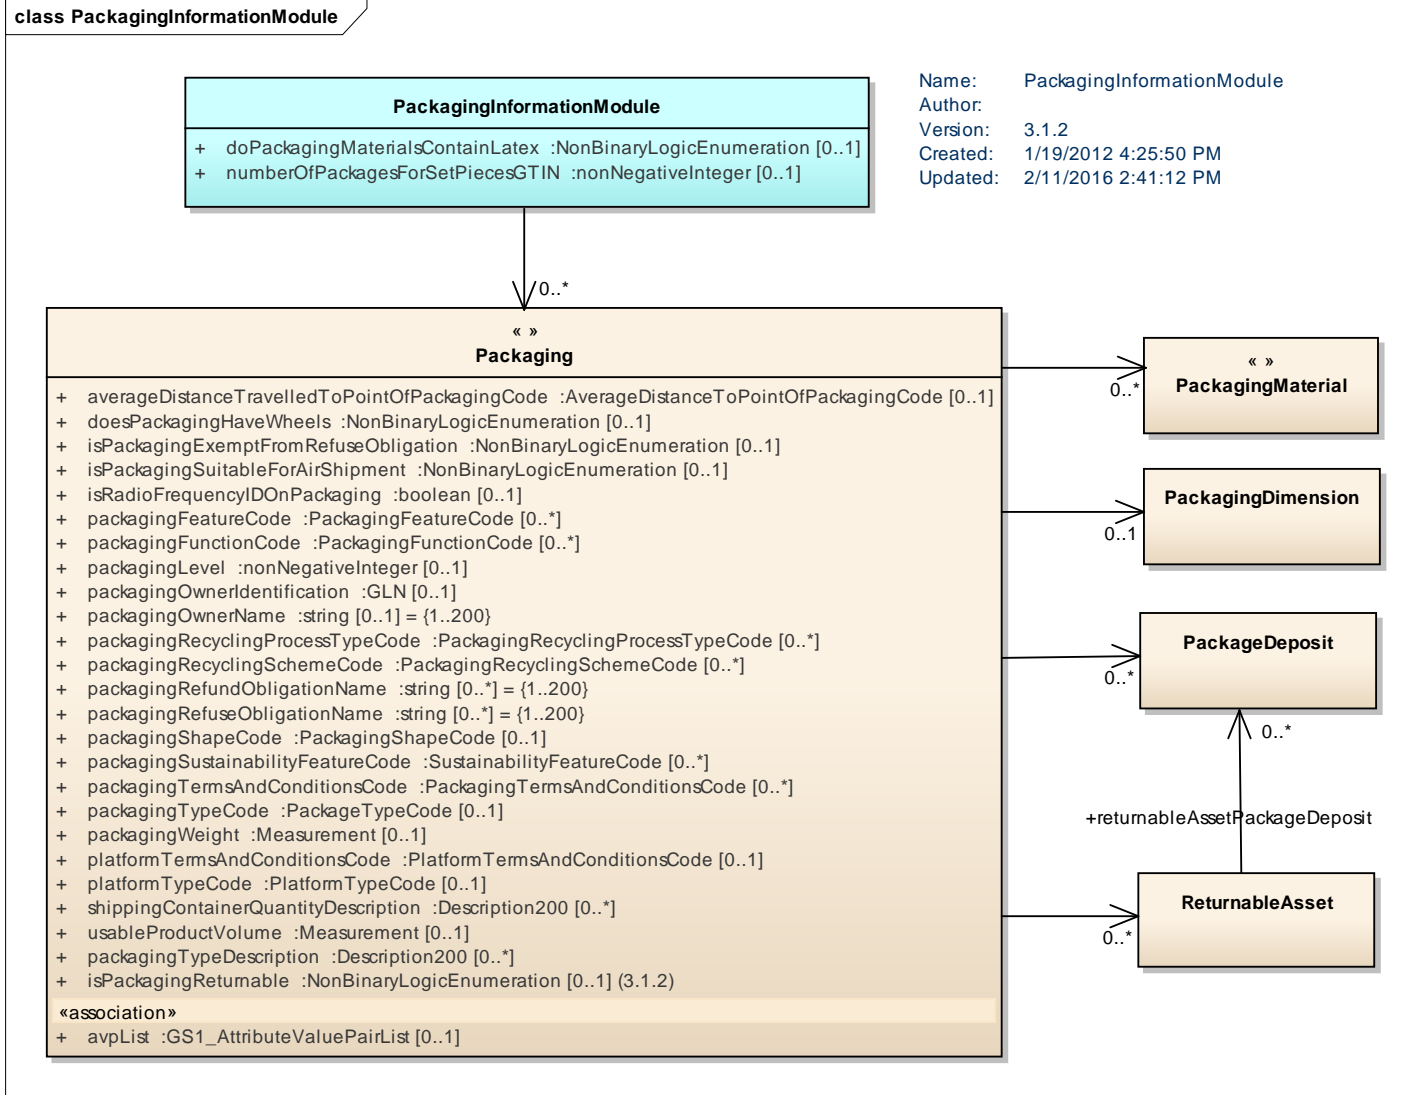 class PackagingInformationModule
PackagingInformationModule
+ doPackagingMaterialsContainLatex :NonBinaryLogicEnumeration [0..1]
+ numberOfPackagesForSetPiecesGTIN :nonNegativeInteger [0..1]
Name: PackagingInformationModule
Author:
Version: 3.1.2
Created: 1/19/2012 4:25:50 PM
Updated: 2/11/2016 2:41:12 PM
0..*
« »
Packaging
+ averageDistanceTravelledToPointOfPackagingCode :AverageDistanceToPointOfPackagingCode [0..1]
+ doesPackagingHaveWheels :NonBinaryLogicEnumeration [0..1]
+ isPackagingExemptFromRefuseObligation :NonBinaryLogicEnumeration [0..1]
+ isPackagingSuitableForAirShipment :NonBinaryLogicEnumeration [0..1]
+ isRadioFrequencyIDOnPackaging :boolean [0..1]
+ packagingFeatureCode :PackagingFeatureCode [0..*]
+ packagingFunctionCode :PackagingFunctionCode [0..*]
+ packagingLevel :nonNegativeInteger [0..1]
+ packagingOwnerIdentification :GLN [0..1]
+ packagingOwnerName :string [0..1] = {1..200}
+ packagingRecyclingProcessTypeCode :PackagingRecyclingProcessTypeCode [0..*]
+ packagingRecyclingSchemeCode :PackagingRecyclingSchemeCode [0..*]
+ packagingRefundObligationName :string [0..*] = {1..200}
+ packagingRefuseObligationName :string [0..*] = {1..200}
+ packagingShapeCode :PackagingShapeCode [0..1]
+ packagingSustainabilityFeatureCode :SustainabilityFeatureCode [0..*]
+ packagingTermsAndConditionsCode :PackagingTermsAndConditionsCode [0..*]
+ packagingTypeCode :PackageTypeCode [0..1]
+ packagingWeight :Measurement [0..1]
+ platformTermsAndConditionsCode :PlatformTermsAndConditionsCode [0..1]
+ platformTypeCode :PlatformTypeCode [0..1]
+ shippingContainerQuantityDescription :Description200 [0..*]
+ usableProductVolume :Measurement [0..1]
+ packagingTypeDescription :Description200 [0..*]
+ isPackagingReturnable :NonBinaryLogicEnumeration [0..1] (3.1.2)
«association»
+ avpList :GS1_AttributeValuePairList [0..1]
0..*
« »
PackagingMaterial
0..1
PackagingDimension
0..*
PackageDeposit
0..*
+returnableAssetPackageDeposit
0..*
ReturnableAsset